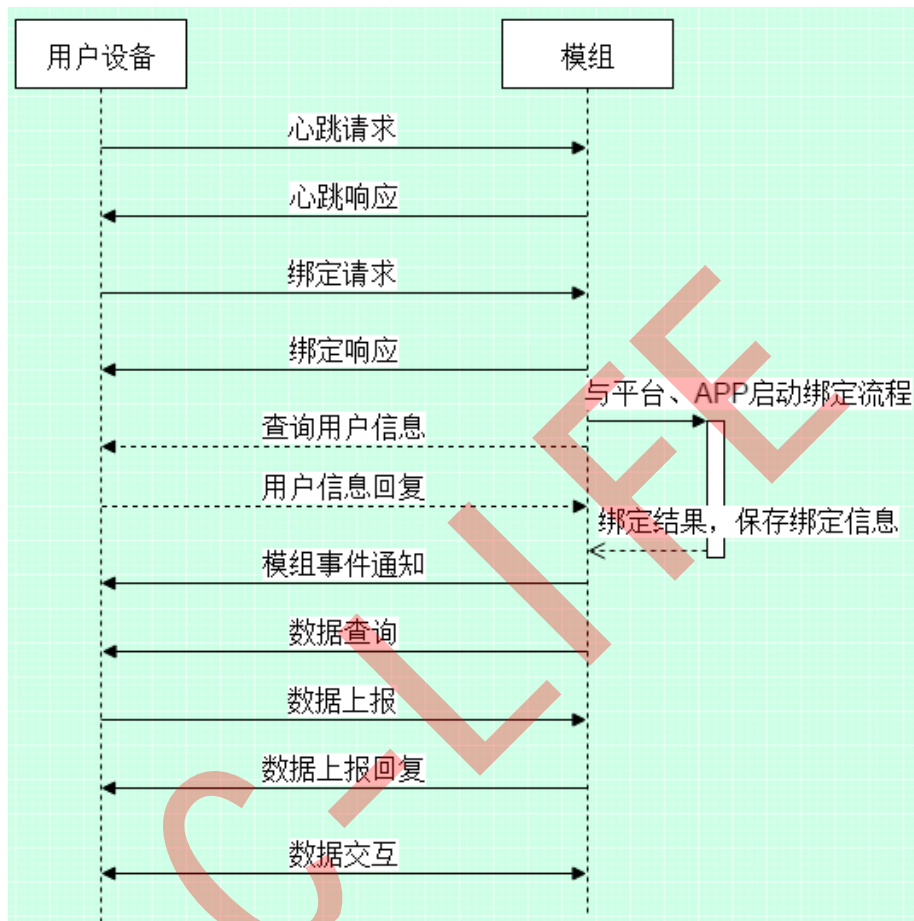 用户设备
模组
心跳请求
心跳响应
绑定请求
绑定响应
与平台、APP启动绑定流程
查询用户信息
用户信息回复
绑定结果，保存绑定信息
模组事件通知
数据查询
数据上报
数据上报回复
数据交互
C-LIFE